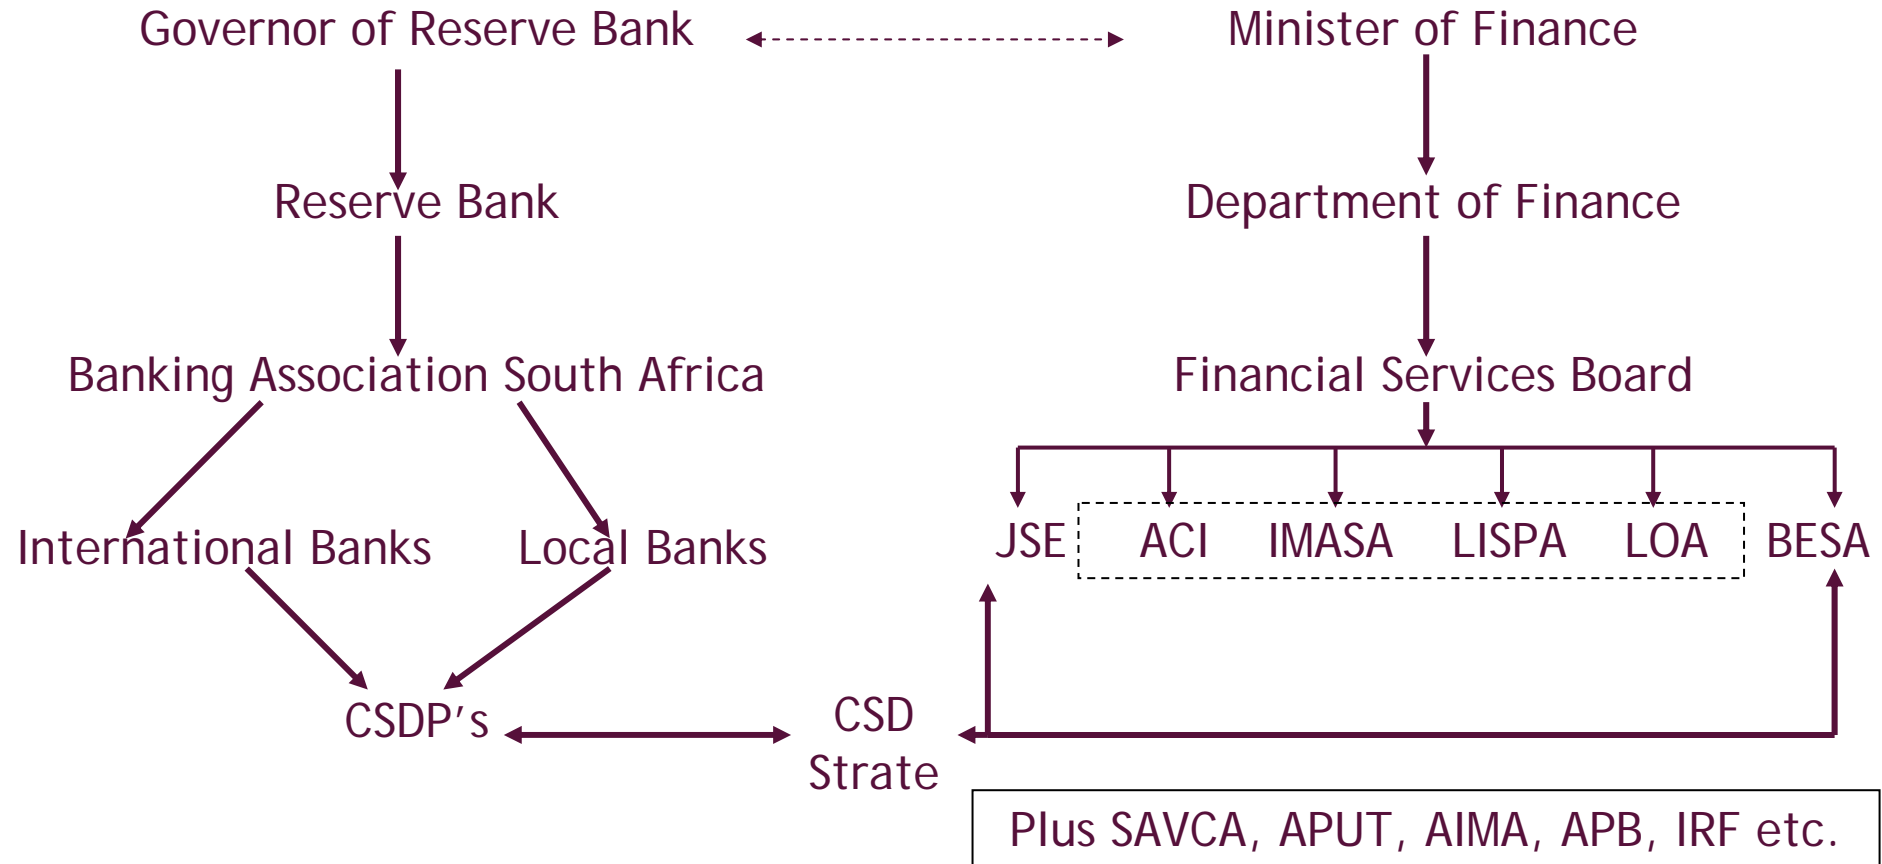 Governor of Reserve Bank
Minister of Finance
Reserve Bank
Department of Finance
Banking Association South Africa
Financial Services Board
International Banks
Local Banks
JSE
ACI
IMASA
LISPA
LOA
BESA
CSDP's
CSD
Strate
Plus SAVCA, APUT, AIMA, APB, IRF etc.